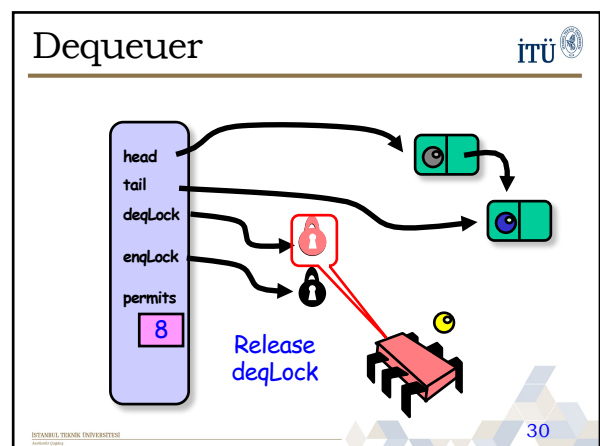 Dequeuer
İTÜ
head
tail
deqLock
enqLock
permits
8
Release
deqLock
İSTANBUL TEKNİK ÜNİVERSİTESİ
30